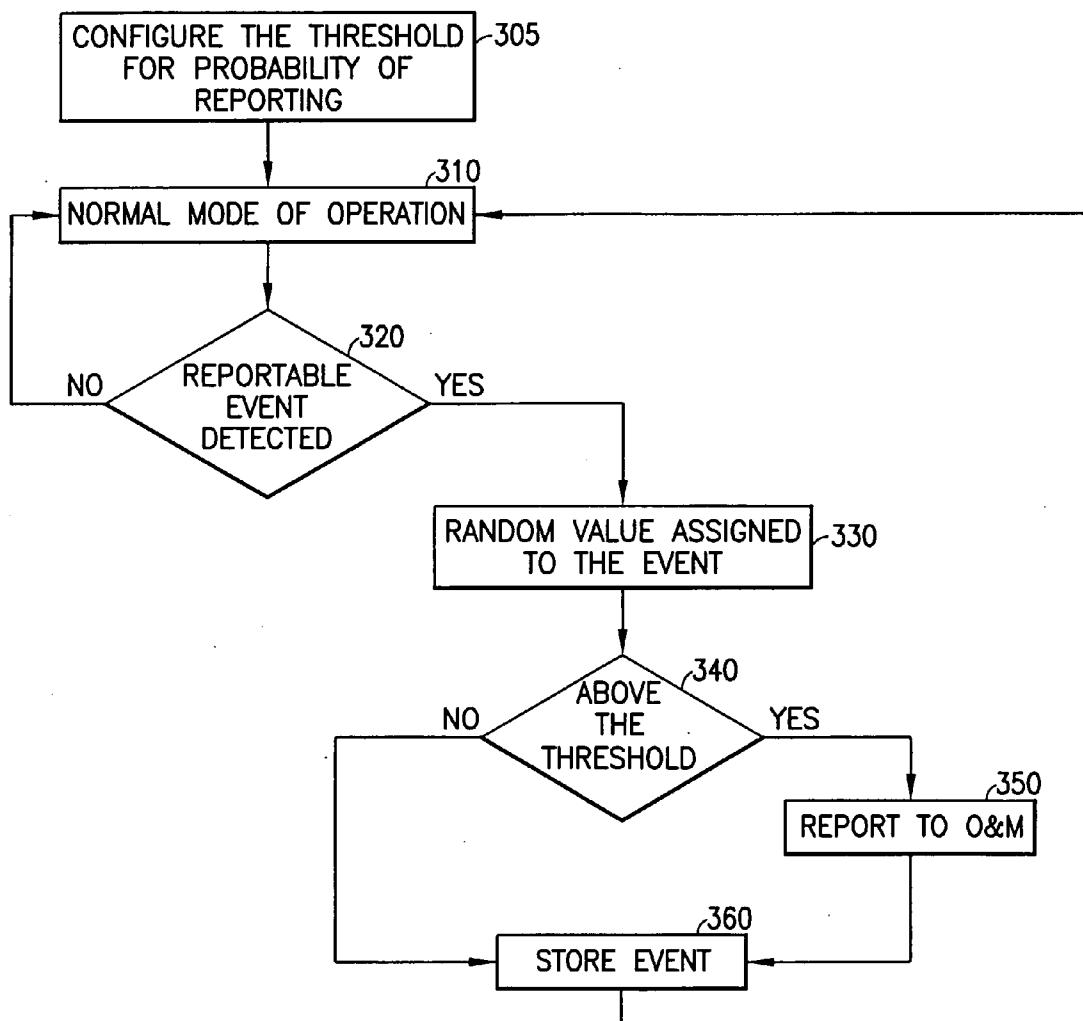 CONFIGURE THE THRESHOLD
FOR PROBABILITY OF
REPORTING
305
310
NORMAL MODE OF OPERATION
320
REPORTABLE
EVENT
DETECTED
NO
YES
RANDOM VALUE ASSIGNED
TO THE EVENT
330
340
ABOVE
THE
THRESHOLD
NO
YES
350
REPORT TO O&M
360
STORE EVENT